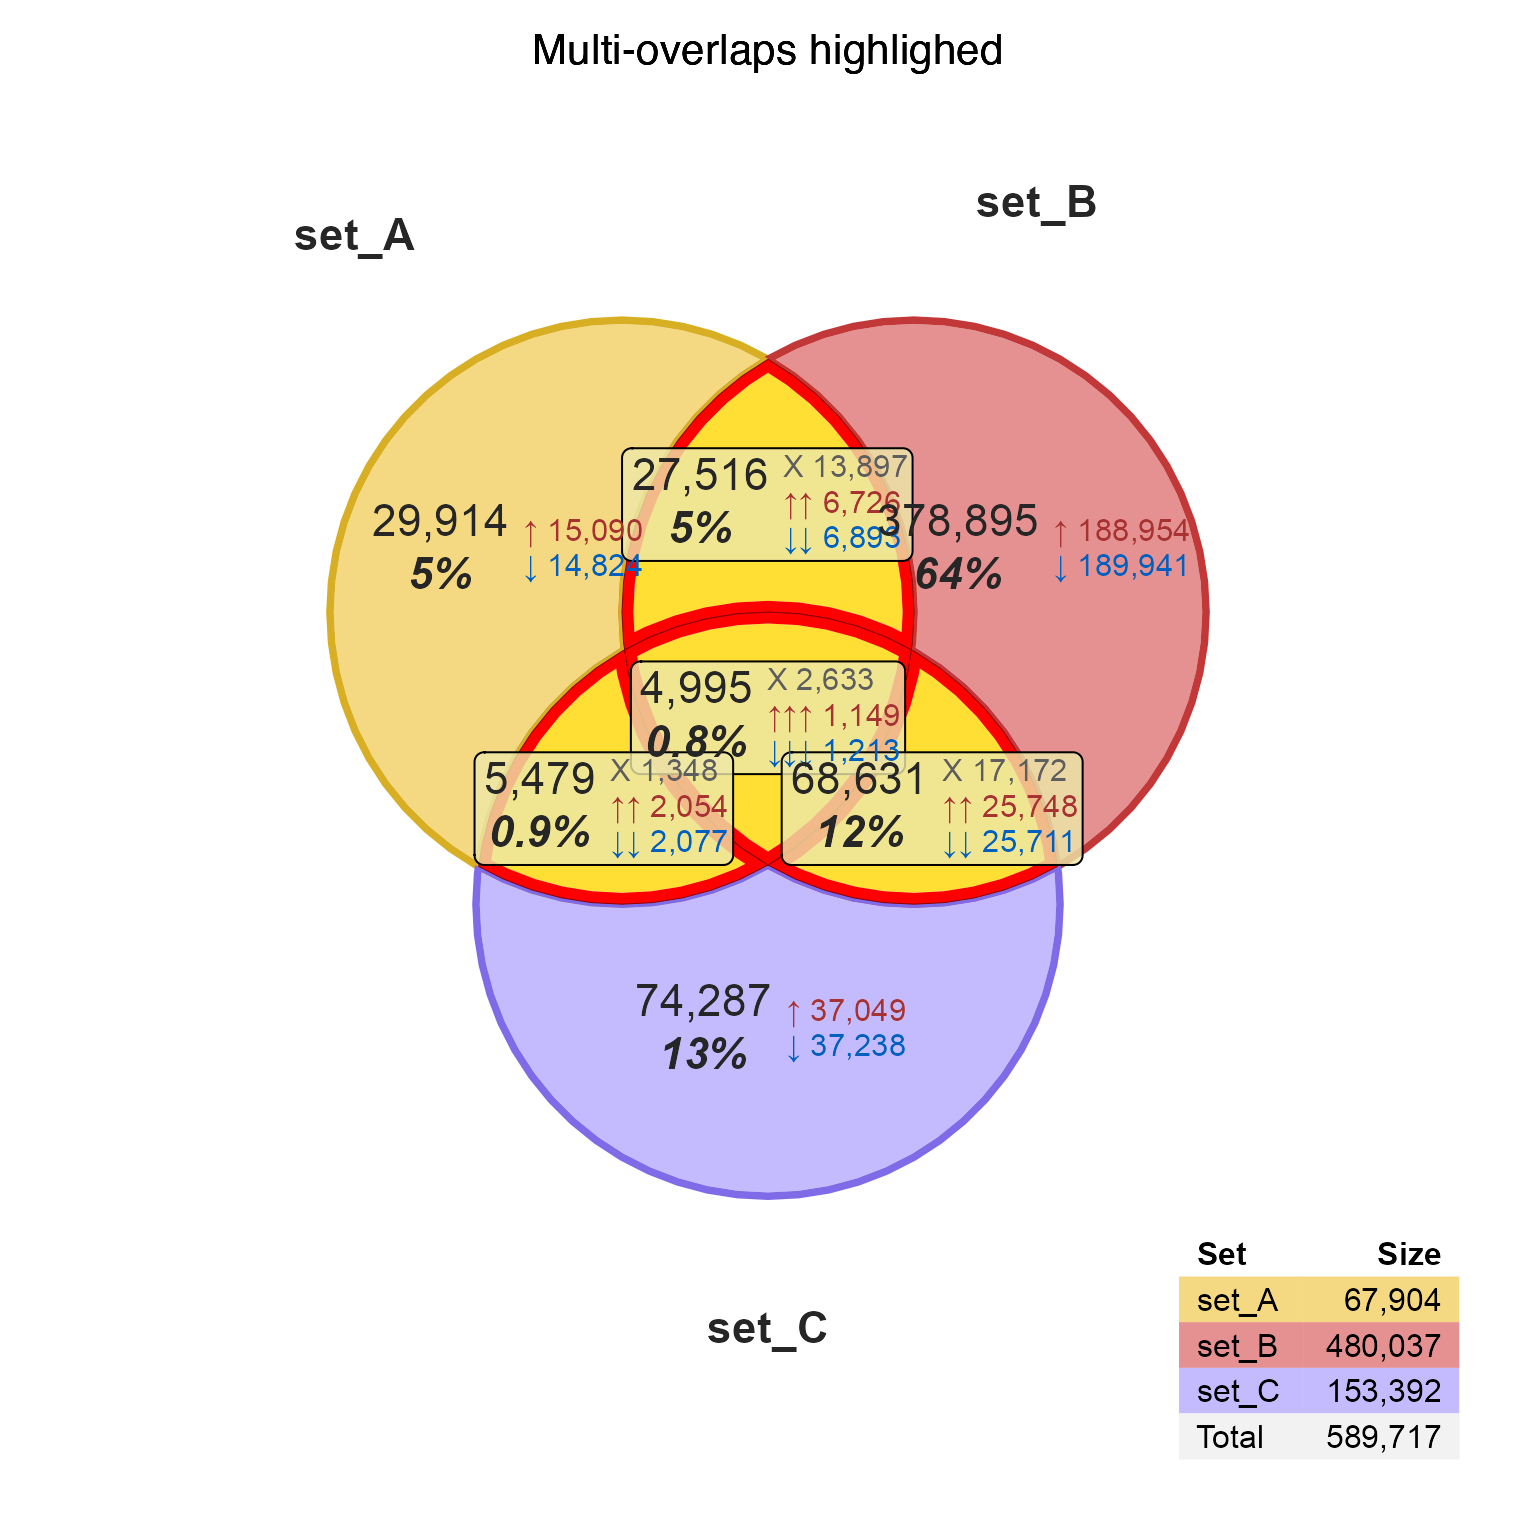 Multi-overlaps highlighed
set_B
set_A
27,516 X 13,897
↑↑ 6,726
5% ↓↓ 6,893
29,914 ↑ 15,090
5% ↓ 14,824
378,895 ↑ 188,954
64% ↓ 189,941
4,995 X 2,633
↑↑↑ 1,149
0.8% ↓↓↓ 1,213
5,479 X 1,348
↑↑ 2,054
0.9% ↓↓ 2,077
68,631 X 17,172
↑↑ 25,748
12% ↓↓ 25,711
74,287 ↑ 37,049
13% ↓ 37,238
set_C
Set Size
set_A 67,904
set_B 480,037
set_C 153,392
Total 589,717